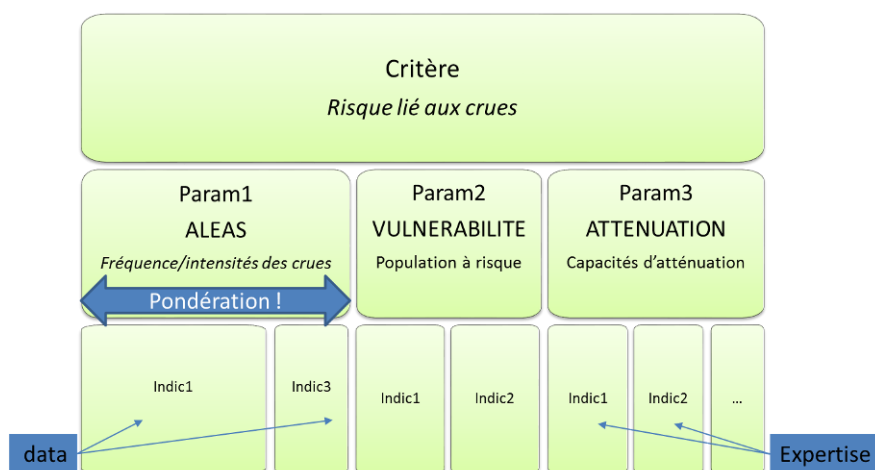 Critère
Risque lié aux crues
Param1
ALEAS
Fréquence/intensités des crues
Pondération !
Param2
VULNERABILITE
Population à risque
Param3
ATTENUATION
Capacités d'atténuation
Indic1
Indic3
Indic1
Indic2
Indic1
Indic2
...
data
Expertise